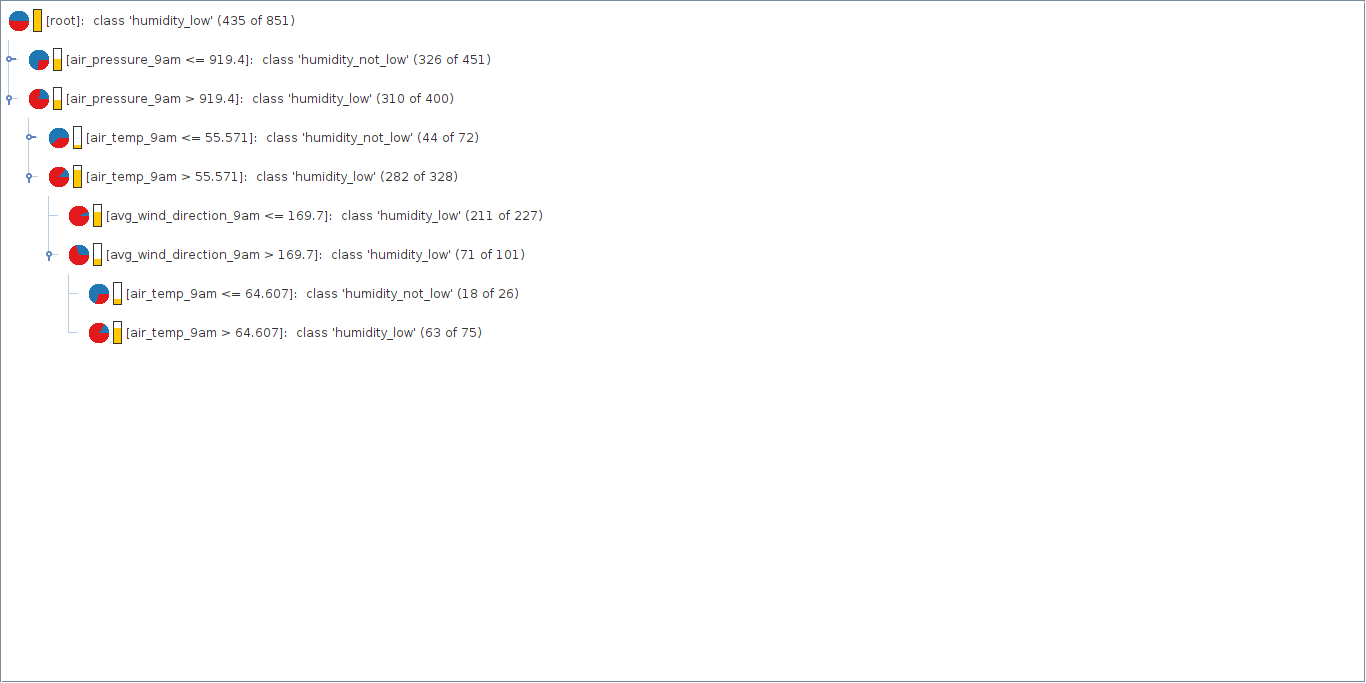 [root]: class 'humidity_low' (435 of 851)
[air_pressure_9am <= 919.4]: class 'humidity_not_low' (326 of 451)
[air_pressure_9am > 919.4]: class 'humidity_low' (310 of 400)
[air_temp_9am <= 55.571]: class 'humidity_not_low' (44 of 72)
[air_temp_9am > 55.571]: class 'humidity_low' (282 of 328)
[avg_wind_direction_9am <= 169.7]: class 'humidity_low' (211 of 227)
[avg_wind_direction_9am > 169.7]: class 'humidity_low' (71 of 101)
[air_temp_9am <= 64.607]: class 'humidity_not_low' (18 of 26)
[air_temp_9am > 64.607]: class 'humidity_low' (63 of 75)